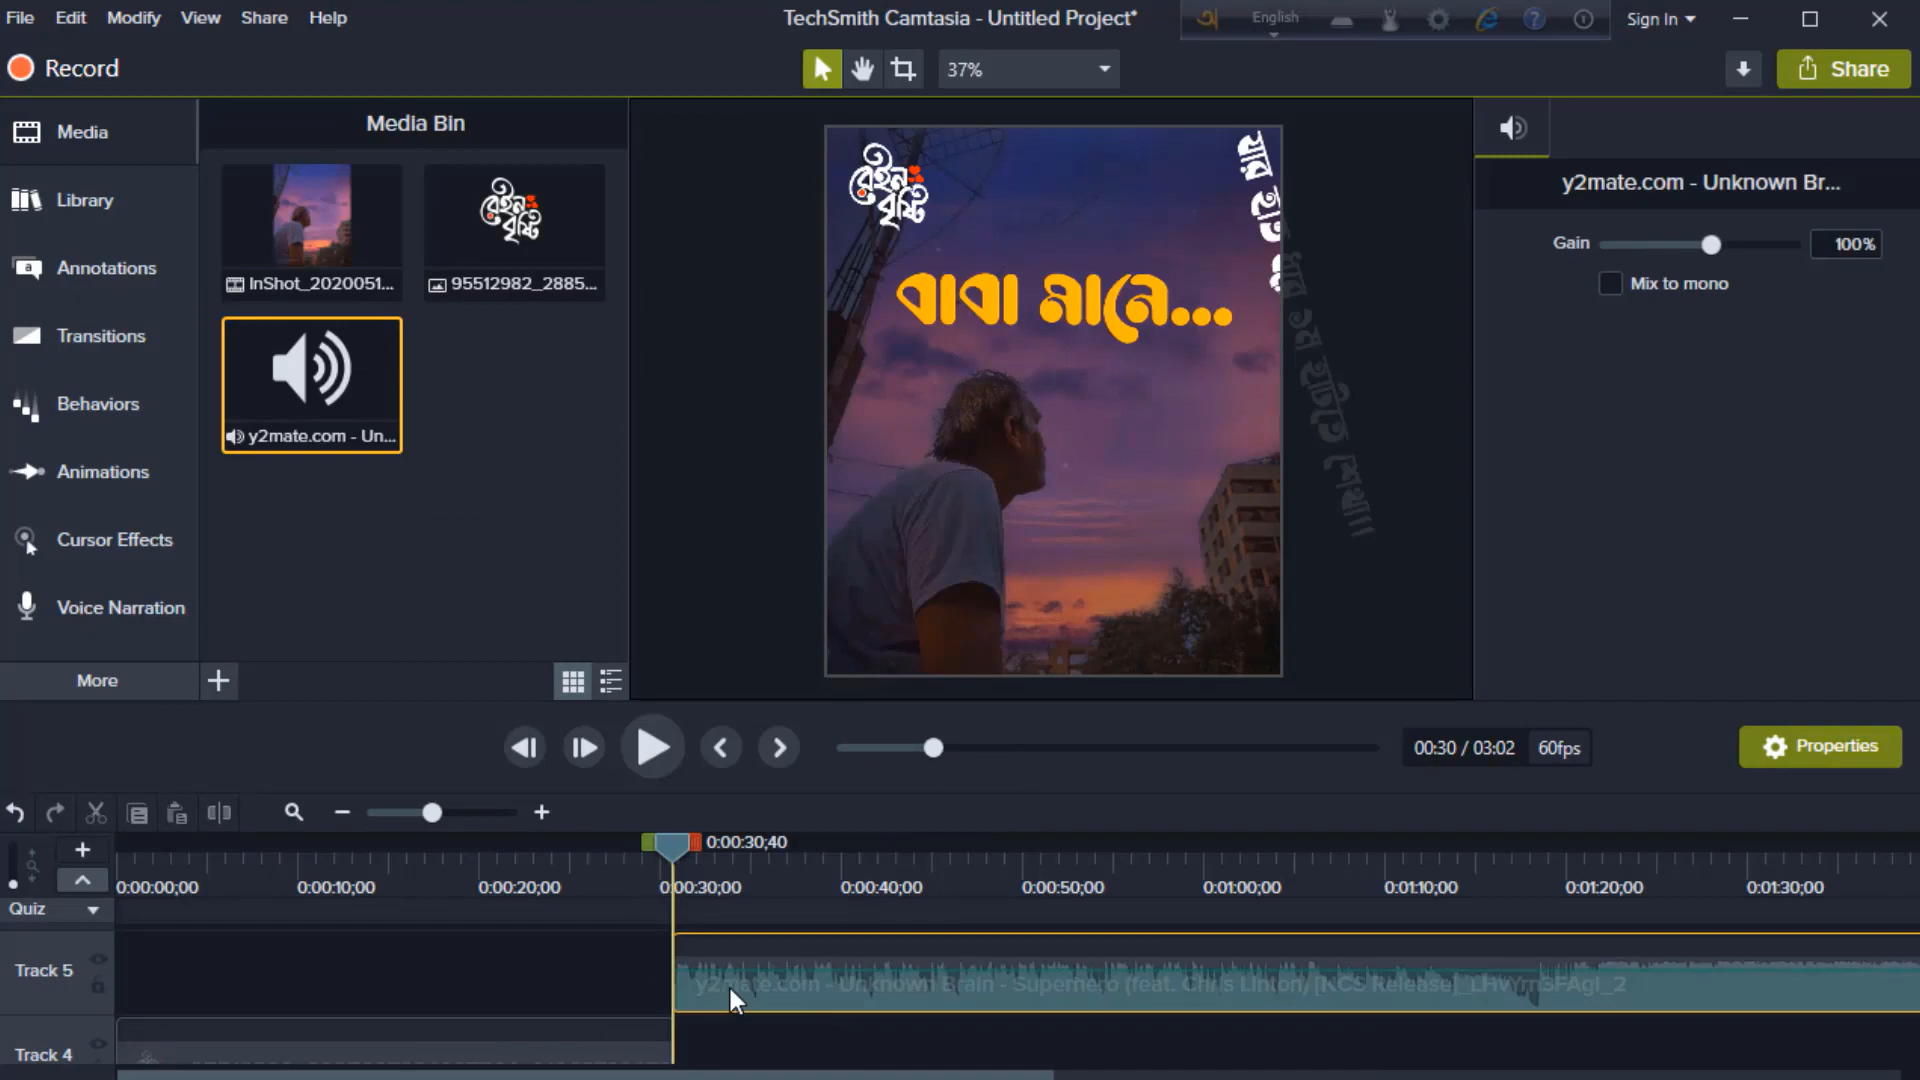 File Edit Modify View Share Help
TechSmith Camtasia - Untitled Project*
English
Sign In
Record
37%
Share
Media
Library
Annotations
Transitions
Behaviors
Animations
Cursor Effects
Voice Narration
More
Media Bin
InShot_2020051...
95512982_2885...
y2mate.com - Un...
রেইন
বৃষ্টি
বাবা মানে...
y2mate.com - Unknown Br...
Gain
100%
Mix to mono
00:30 / 03:02
60fps
Properties
0:00:30;40
0:00:00;00 0:00:10;00 0:00:20;00 0:00:30;00 0:00:40;00 0:00:50;00 0:01:00;00 0:01:10;00 0:01:20;00 0:01:30;00
Quiz
Track 5
y2mate.com - Unknown Brain - Superhero (feat. Chris Linton) [NCS Release]
Track 4